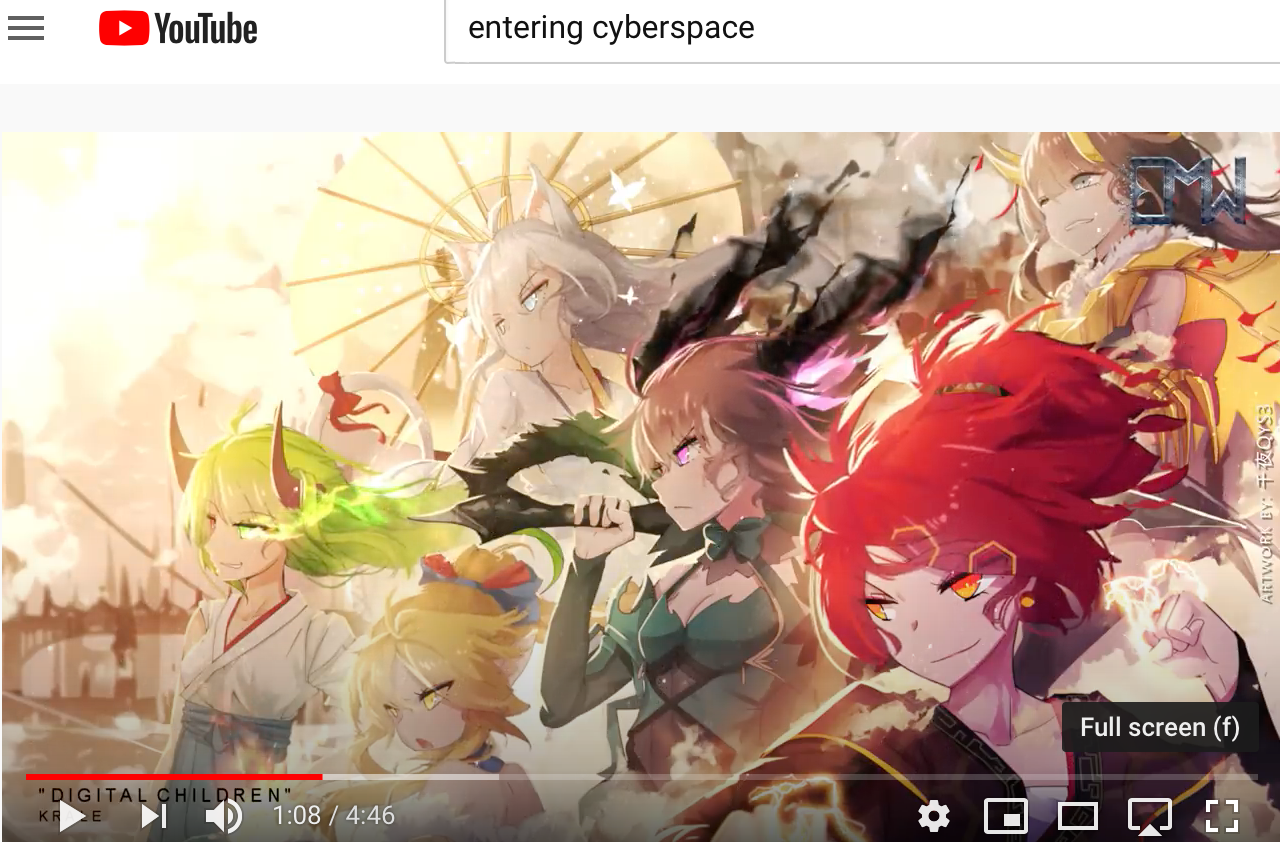 YouTube
entering cyberspace
EMW
ARTWORK BY: 千夜QYS3
Full screen (f)
"DIGITAL CHILDREN"
1:08 / 4:46